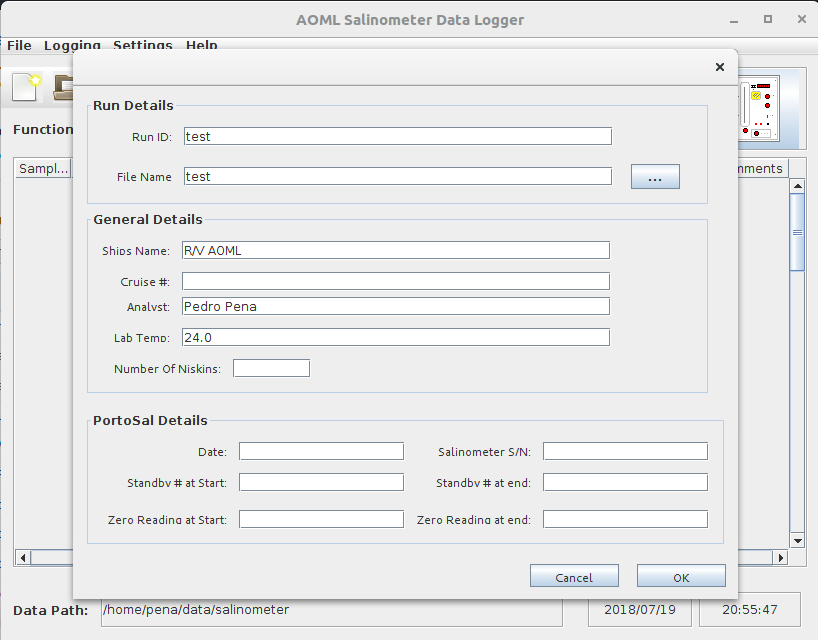 AOML Salinometer Data Logger
File Logging Settings Help
Run Details
Run ID: test
File Name test ...
Function
Sampl... mments
General Details
Ships Name: R/V AOML
Cruise #:
Analyst: Pedro Pena
Lab Temp: 24.0
Number Of Niskins:
PortoSal Details
Date: Salinometer S/N:
Standby # at Start: Standby # at end:
Zero Reading at Start: Zero Reading at end:
Cancel OK
Data Path: /home/pena/data/salinometer 2018/07/19 20:55:47